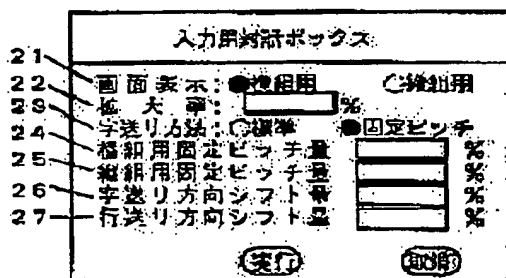 入力用対話ボックス
21 画面表示：●横組用 ○縦組用
22 拡大率： %
23 字送り方法：○標準 ●固定ピッチ
24 横組用固定ピッチ量 %
25 縦組用固定ピッチ量 %
26 字送り方向シフト量 %
27 行送り方向シフト量 %
実行 取消